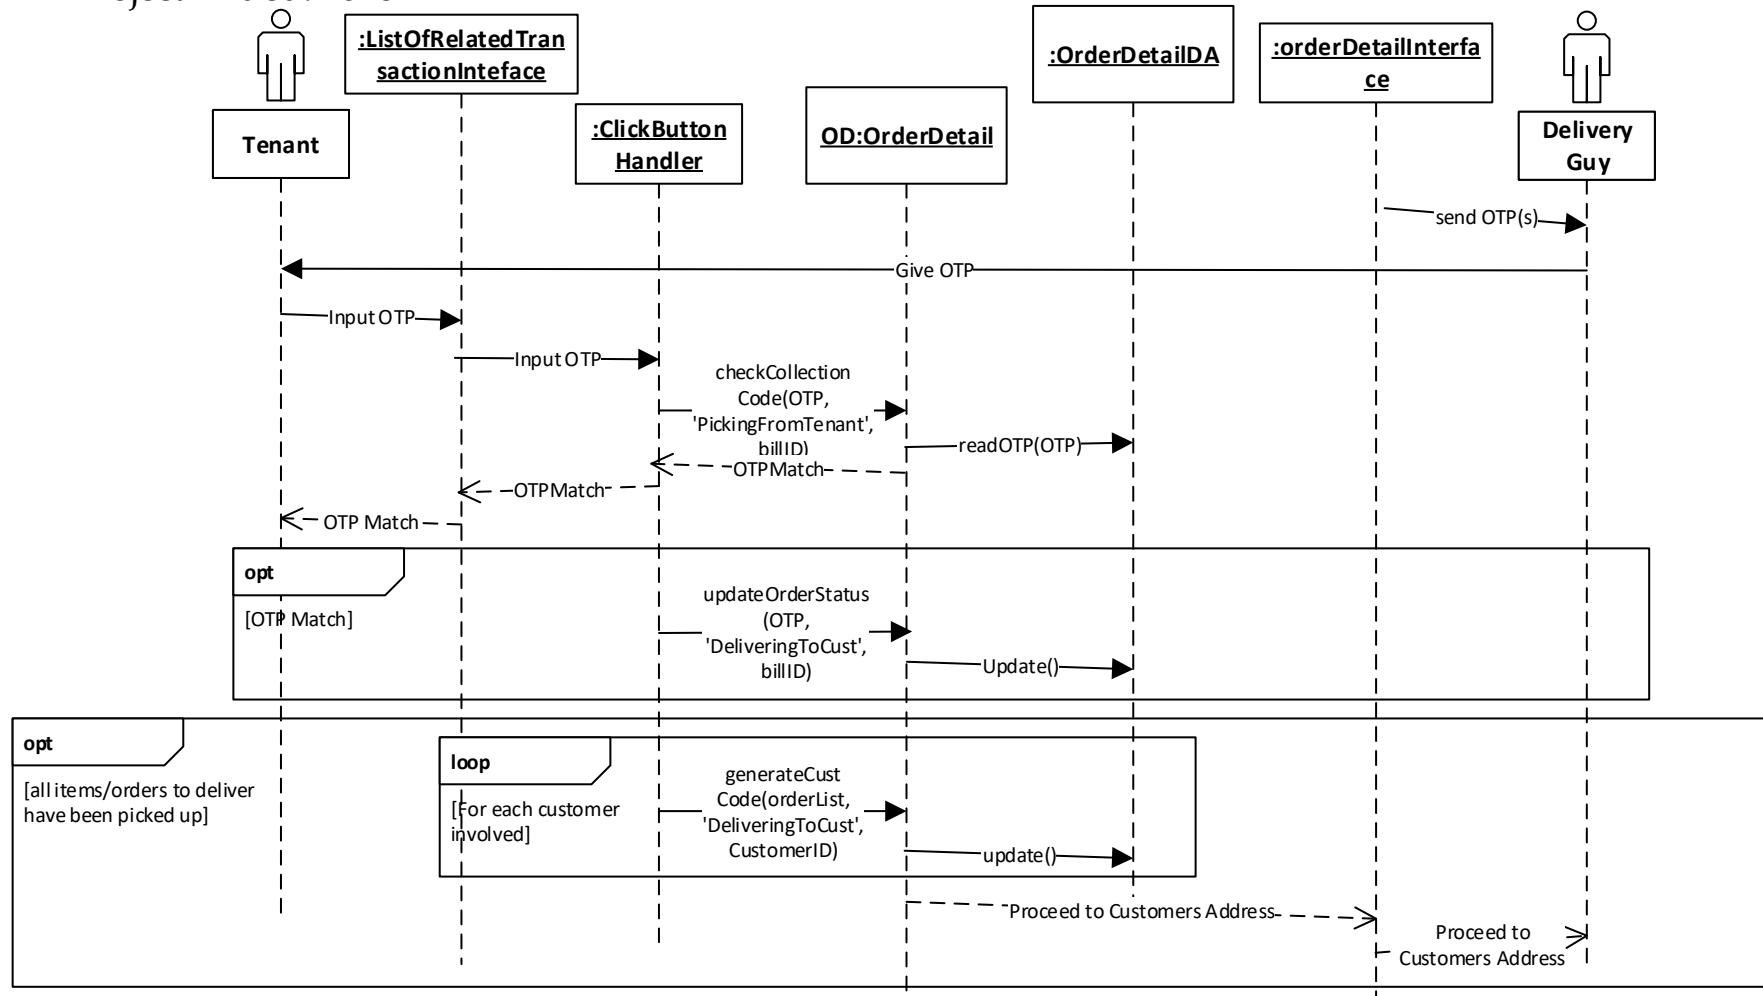 :ListOfRelatedTran
sactionInteface
:OrderDetailDA
:orderDetailInterfa
ce
Tenant
:ClickButton
Handler
OD:OrderDetail
Delivery
Guy
send OTP(s)
Give OTP
Input OTP
Input OTP
checkCollection
Code(OTP,
'PickingFromTenant',
billID)
readOTP(OTP)
OTPMatch
OTPMatch
OTP Match
opt
[OTP Match]
updateOrderStatus
(OTP,
'DeliveringToCust',
billID)
Update()
opt
[all items/orders to deliver
have been picked up]
loop
[For each customer
involved]
generateCust
Code(orderList,
'DeliveringToCust',
CustomerID)
update()
Proceed to Customers Address
Proceed to
Customers Address